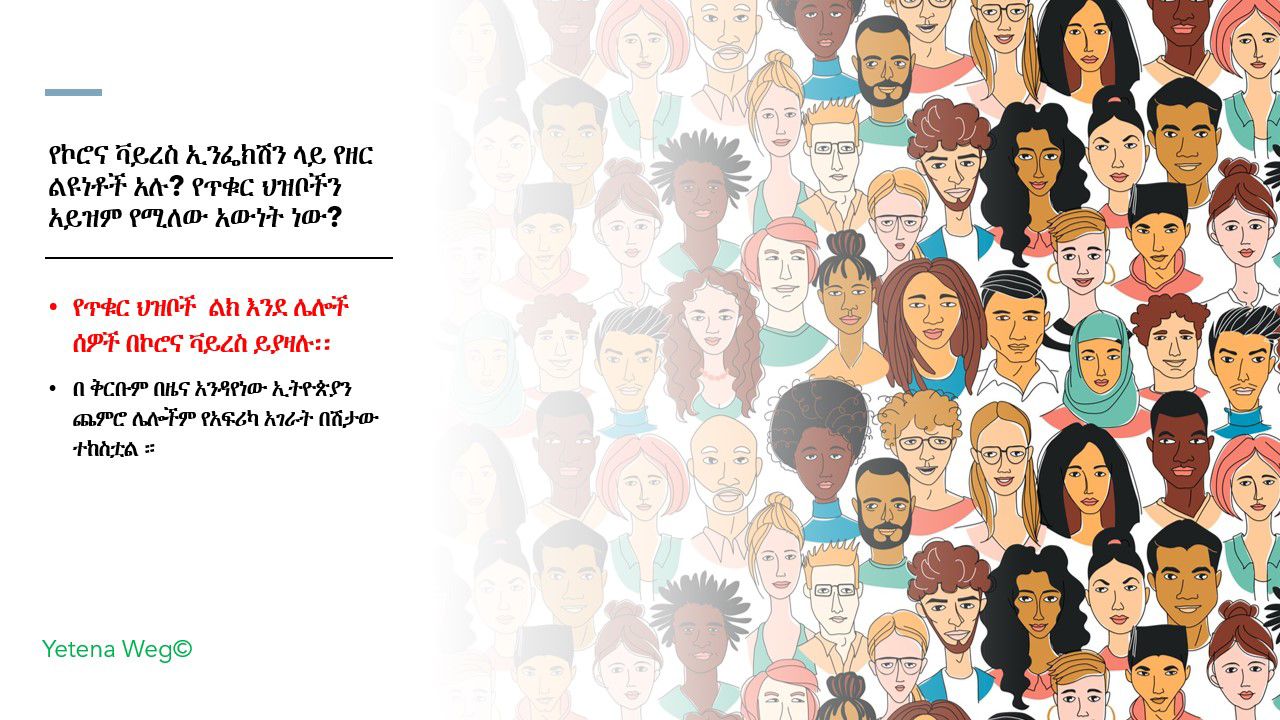 የኮሮና ቫይረስ ኢንፌክሽን ላይ የዘር
ልዩነቶች አሉ? የጥቁር ህዝቦችን
አይዝም የሚለው እውነት ነው?
• የጥቁር ህዝቦች ልክ እንደ ሌሎች
ሰዎች በኮሮና ቫይረስ ይያዛሉ፡፡
• በ ቅርቡም በዜና እንዳየነው ኢትዮጵያን
ጨምሮ ሌሎችም የአፍሪካ አገራት በሽታው
ተከስቷል ።
Yetena Weg©